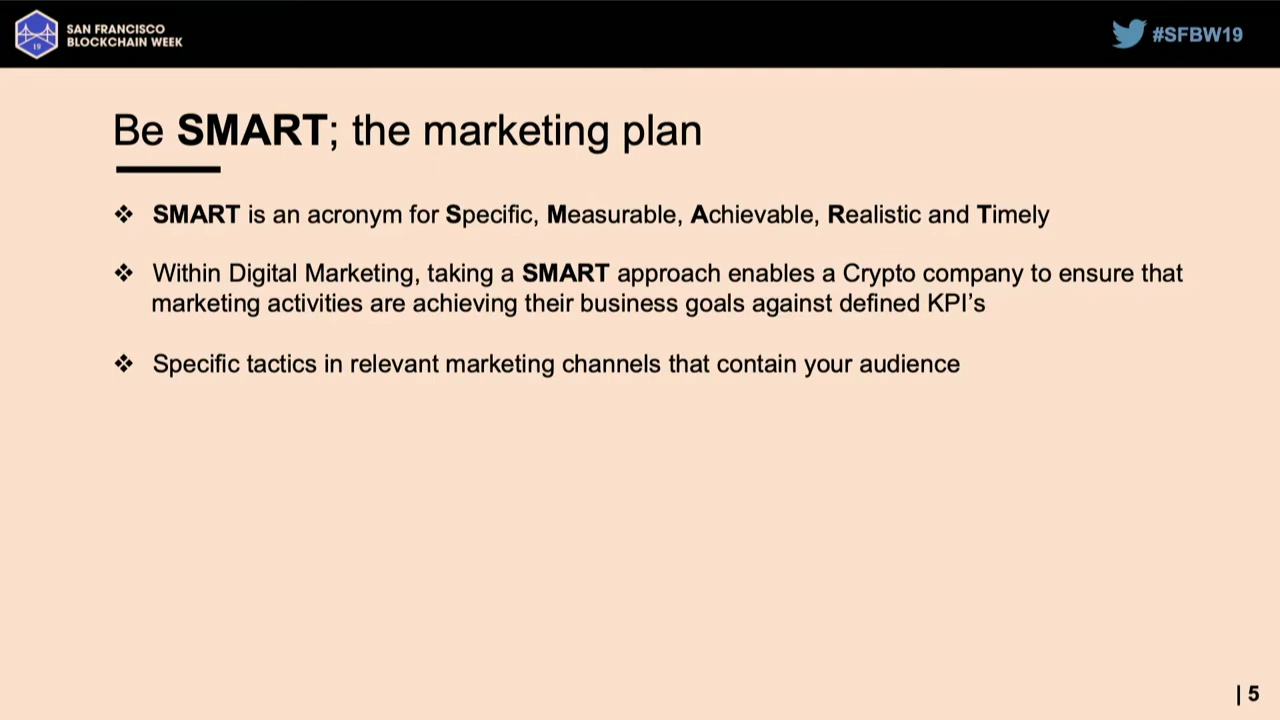 SAN FRANCISCO
BLOCKCHAIN WEEK
19
#SFBW19
Be SMART; the marketing plan
❖ SMART is an acronym for Specific, Measurable, Achievable, Realistic and Timely
❖ Within Digital Marketing, taking a SMART approach enables a Crypto company to ensure that
marketing activities are achieving their business goals against defined KPI’s
❖ Specific tactics in relevant marketing channels that contain your audience
| 5